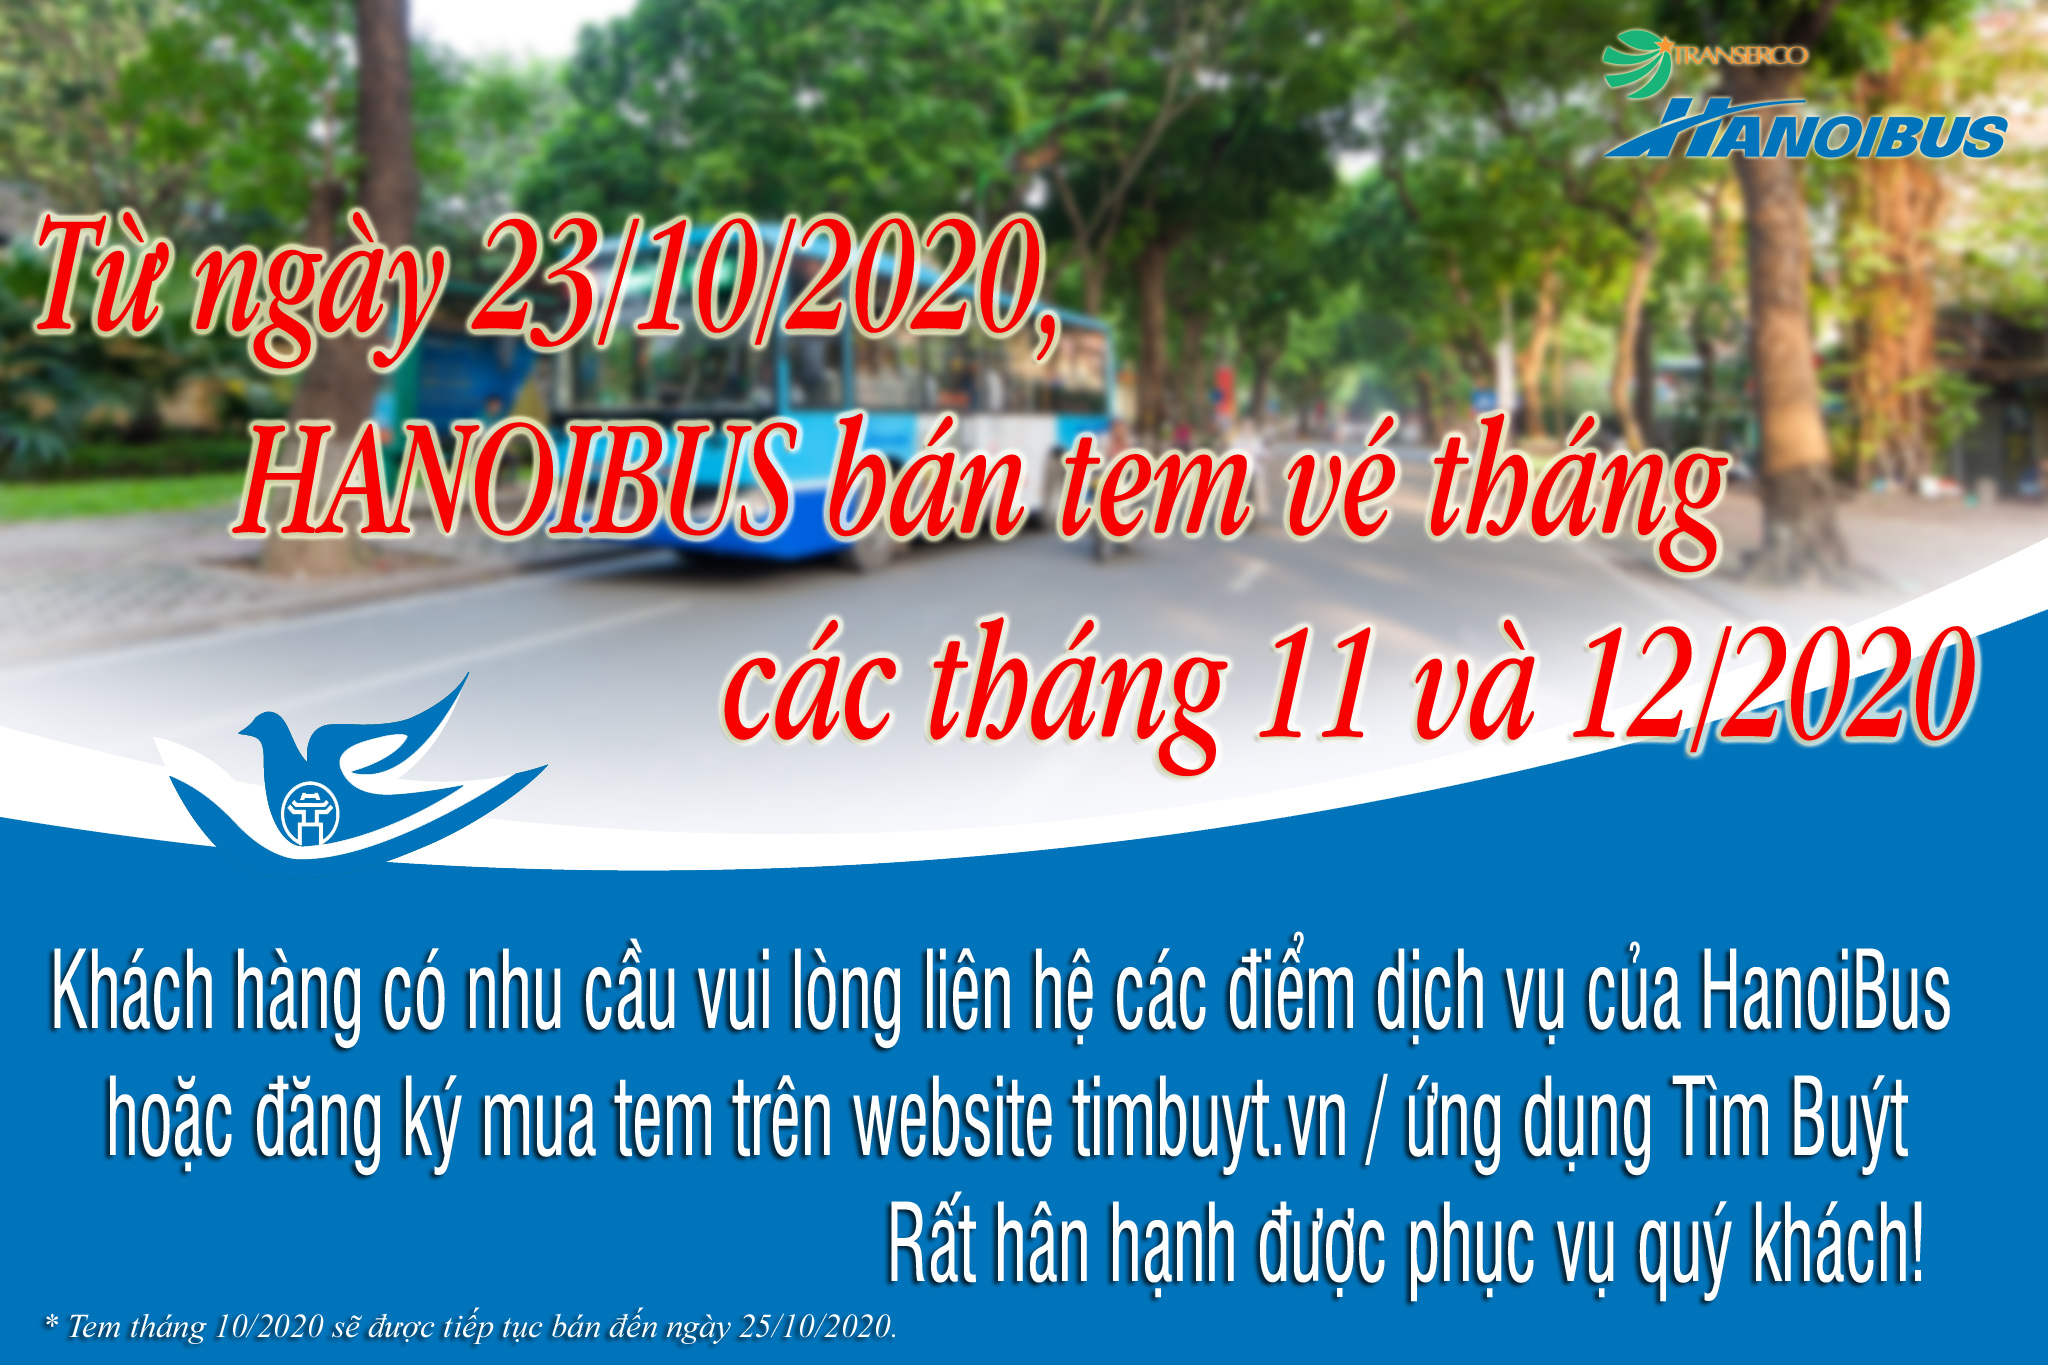 TRANSERCO
HANOIBUS
Từ ngày 23/10/2020,
HANOIBUS bán tem vé tháng
các tháng 11 và 12/2020
Khách hàng có nhu cầu vui lòng liên hệ các điểm dịch vụ của HanoiBus
hoặc đăng ký mua tem trên website timbuyt.vn / ứng dụng Tìm Buýt
Rất hân hạnh được phục vụ quý khách!
* Tem tháng 10/2020 sẽ được tiếp tục bán đến ngày 25/10/2020.